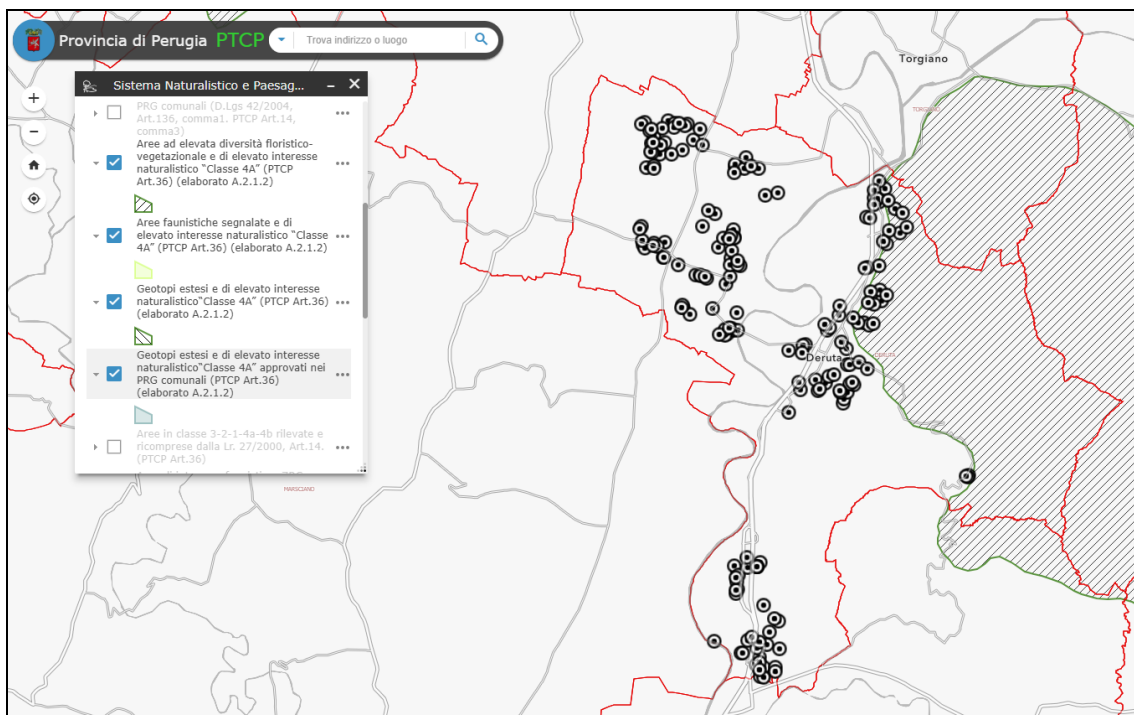 Provincia di Perugia PTCP
Trova indirizzo o luogo
Torgiano
Sistema Naturalistico e Paesag...
PRG comunali (D.Lgs 42/2004,
Art.136, comma1. PTCP Art.14,
comma3)
Aree ad elevata diversità floristico-
vegetazionale e di elevato interesse
naturalistico "Classe 4A" (PTCP
Art.36) (elaborato A.2.1.2)
TORGIANO
Aree faunistiche segnalate e di
elevato interesse naturalistico "Classe
4A" (PTCP Art.36) (elaborato A.2.1.2)
Geotopi estesi e di elevato interesse
naturalistico"Classe 4A" (PTCP Art.36)
(elaborato A.2.1.2)
Geotopi estesi e di elevato interesse
naturalistico"Classe 4A" approvati nei
PRG comunali (PTCP Art.36)
(elaborato A.2.1.2)
Deruta
DERUTA
Aree in classe 3-2-1-4a-4b rilevate e
ricomprese dalla Lr. 27/2000, Art.14.
(PTCP Art.36)
MARSCIANO